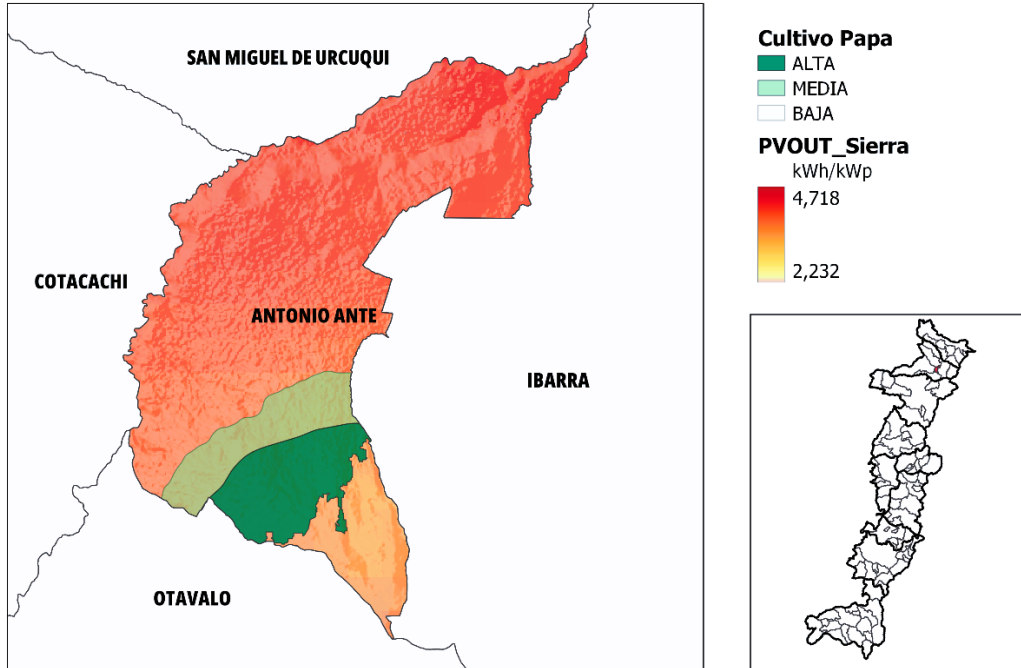 SAN MIGUEL DE URCUQUI
COTACACHI
ANTONIO ANTE
IBARRA
OTAVALO
Cultivo Papa
ALTA
MEDIA
BAJA
PVOUT_Sierra
kWh/kWp
4,718
2,232